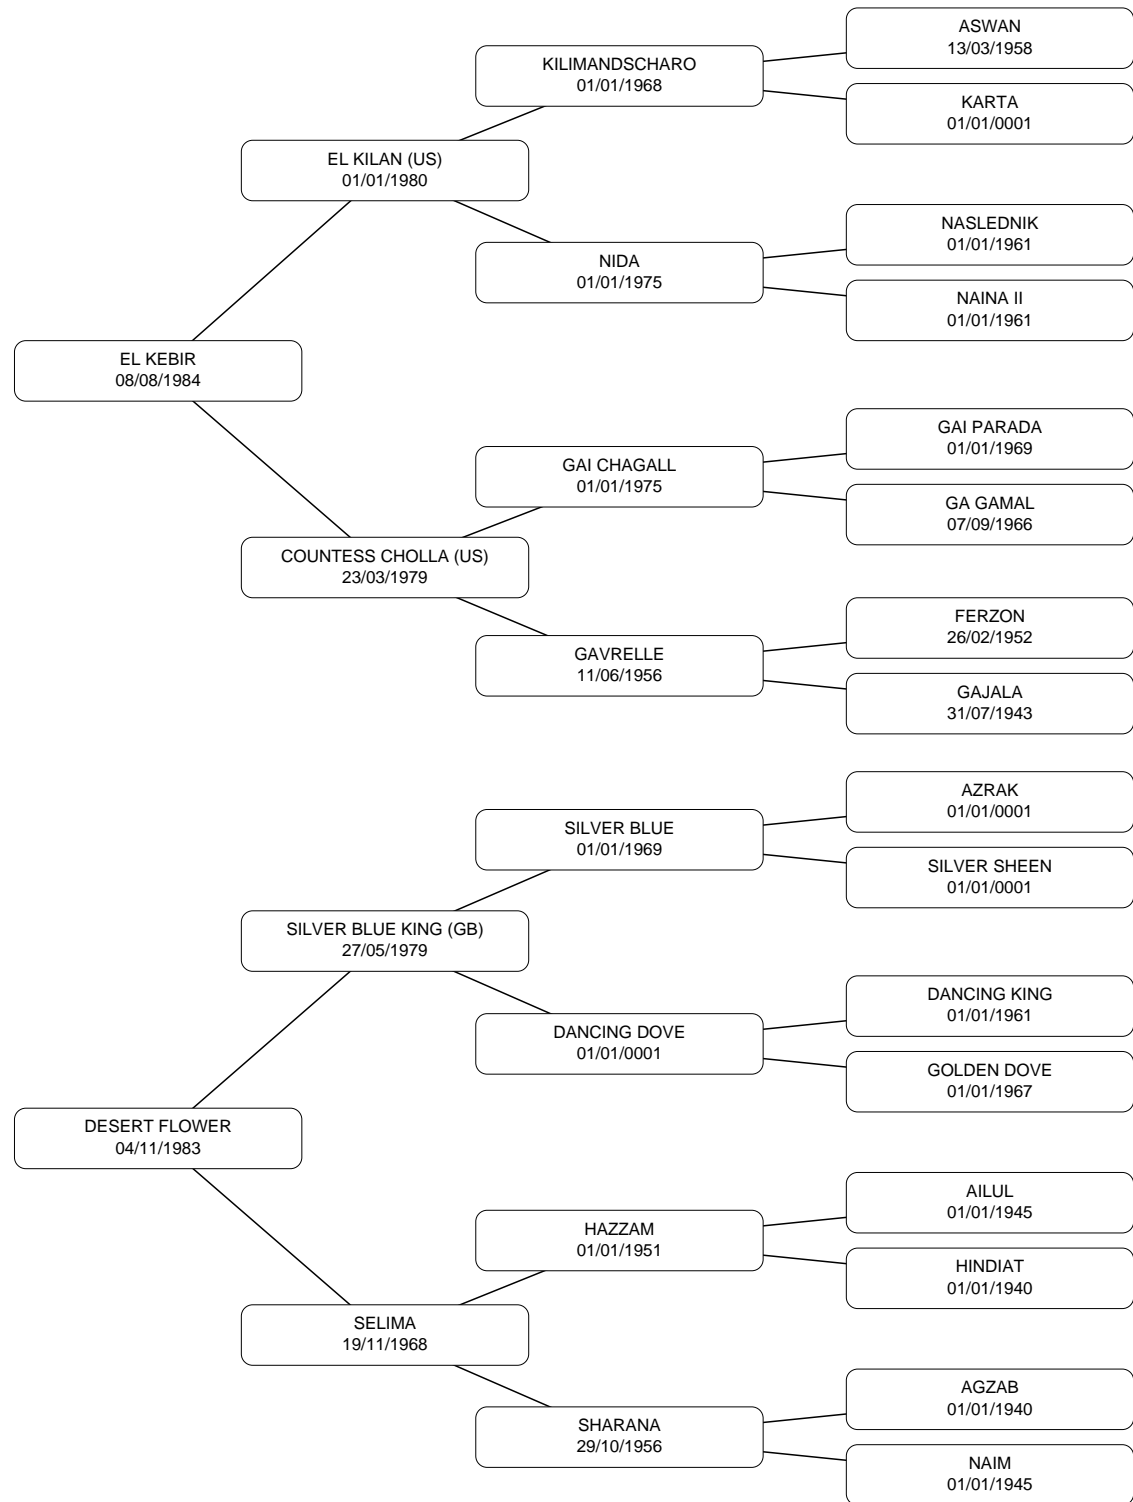 ASWAN
13/03/1958
KILIMANDSCHARO
01/01/1968
KARTA
01/01/0001
EL KILAN (US)
01/01/1980
NASLEDNIK
01/01/1961
NIDA
01/01/1975
NAINA II
01/01/1961
EL KEBIR
08/08/1984
GAI PARADA
01/01/1969
GAI CHAGALL
01/01/1975
GA GAMAL
07/09/1966
COUNTESS CHOLLA (US)
23/03/1979
FERZON
26/02/1952
GAVRELLE
11/06/1956
GAJALA
31/07/1943
AZRAK
01/01/0001
SILVER BLUE
01/01/1969
SILVER SHEEN
01/01/0001
SILVER BLUE KING (GB)
27/05/1979
DANCING KING
01/01/1961
DANCING DOVE
01/01/0001
GOLDEN DOVE
01/01/1967
DESERT FLOWER
04/11/1983
AILUL
01/01/1945
HAZZAM
01/01/1951
HINDIAT
01/01/1940
SELIMA
19/11/1968
AGZAB
01/01/1940
SHARANA
29/10/1956
NAIM
01/01/1945